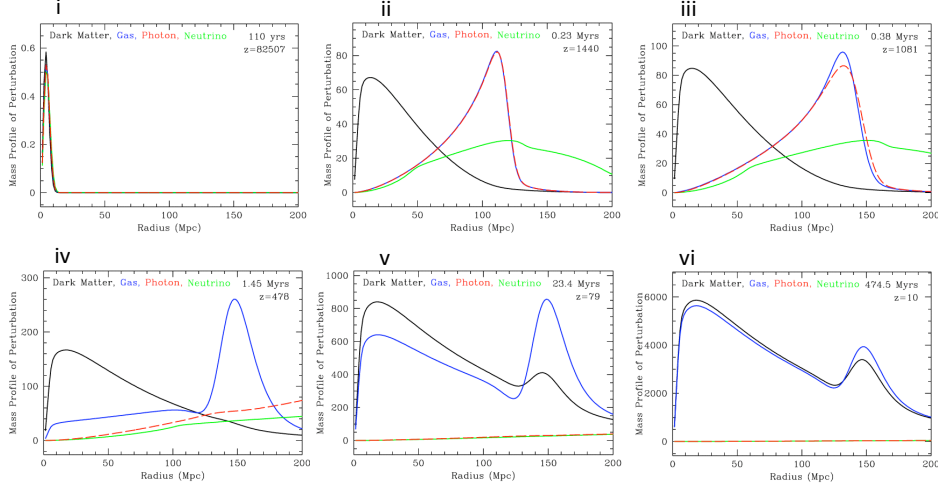 i
Dark Matter, Gas, Photon, Neutrino
110 yrs
z=82507
Mass Profile of Perturbation
0.6
0.4
0.2
0
0 50 100 150 200
Radius (Mpc)
ii
Dark Matter, Gas, Photon, Neutrino
0.23 Myrs
z=1440
Mass Profile of Perturbation
80
60
40
20
0
0 50 100 150 200
Radius (Mpc)
iii
Dark Matter, Gas, Photon, Neutrino
0.38 Myrs
z=1081
Mass Profile of Perturbation
100
80
60
40
20
0
0 50 100 150 200
Radius (Mpc)
iv
Dark Matter, Gas, Photon, Neutrino
1.45 Myrs
z=478
Mass Profile of Perturbation
300
200
100
0
0 50 100 150 200
Radius (Mpc)
v
Dark Matter, Gas, Photon, Neutrino
23.4 Myrs
z=79
Mass Profile of Perturbation
1000
800
600
400
200
0
0 50 100 150 200
Radius (Mpc)
vi
Dark Matter, Gas, Photon, Neutrino
474.5 Myrs
z=10
Mass Profile of Perturbation
6000
4000
2000
0
0 50 100 150 200
Radius (Mpc)